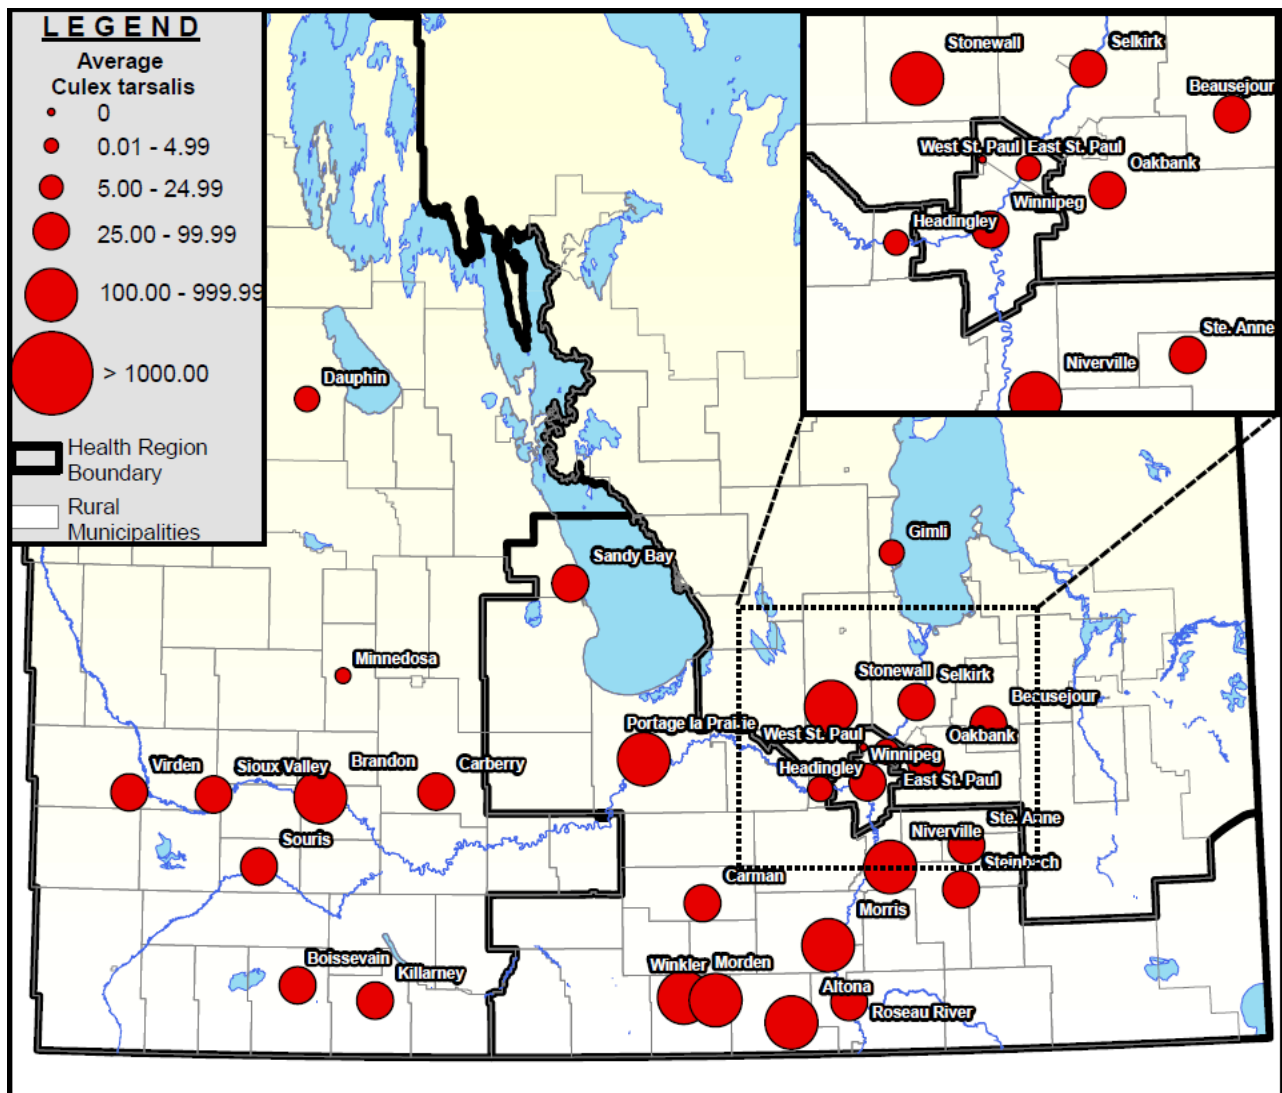 LEGEND
Average
Culex tarsalis
0
0.01 - 4.99
5.00 - 24.99
25.00 - 99.99
100.00 - 999.99
> 1000.00
Health Region
Boundary
Rural
Municipalities
Stonewall
Selkirk
Beausejour
West St. Paul
East St. Paul
Oakbank
Winnipeg
Headingley
Ste. Anne
Niverville
Dauphin
Gimli
Sandy Bay
Minnedosa
Stonewall
Selkirk
Beausejour
Portage la Prairie
West St. Paul
Oakbank
Winnipeg
Headingley
East St. Paul
Virden
Sioux Valley
Brandon
Carberry
Ste. Anne
Niverville
Souris
Steinbach
Carman
Morris
Boissevain
Killarney
Winkler
Morden
Altona
Roseau River